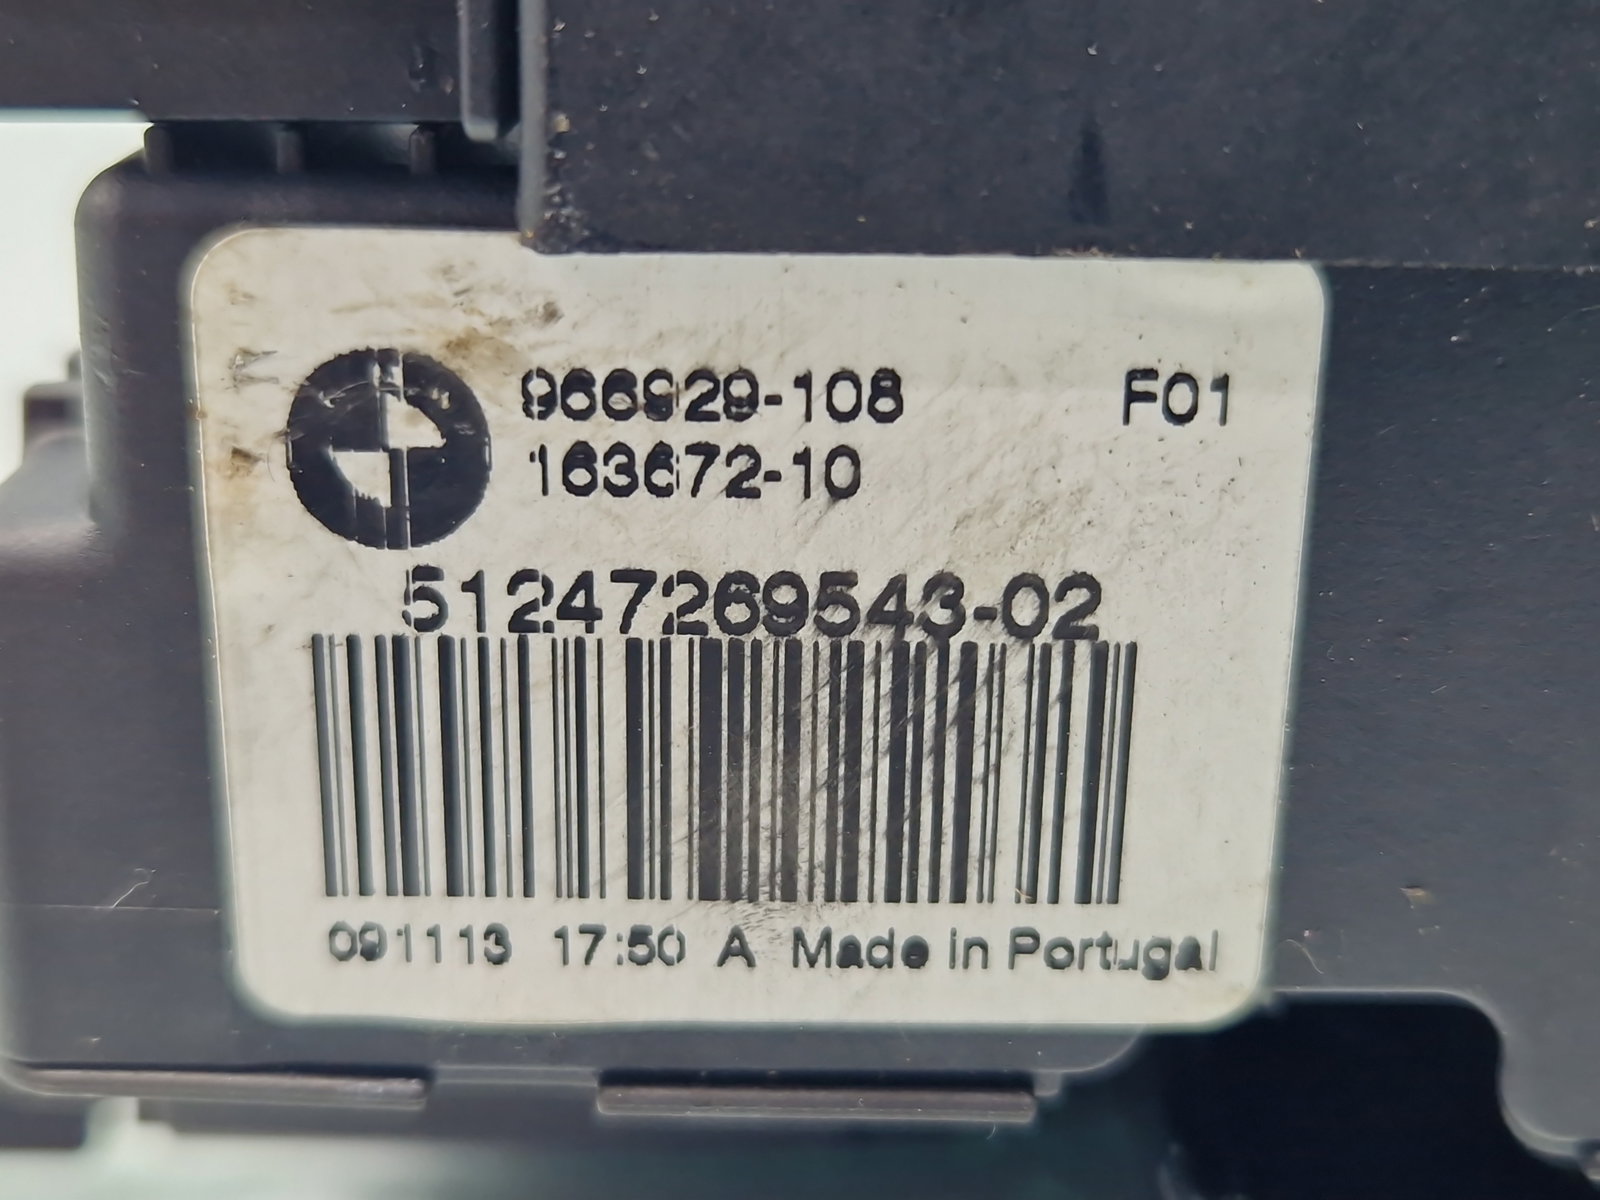 966929-108 F01
163672-10
51247269543-02
091113 17:50 A Made in Portugal